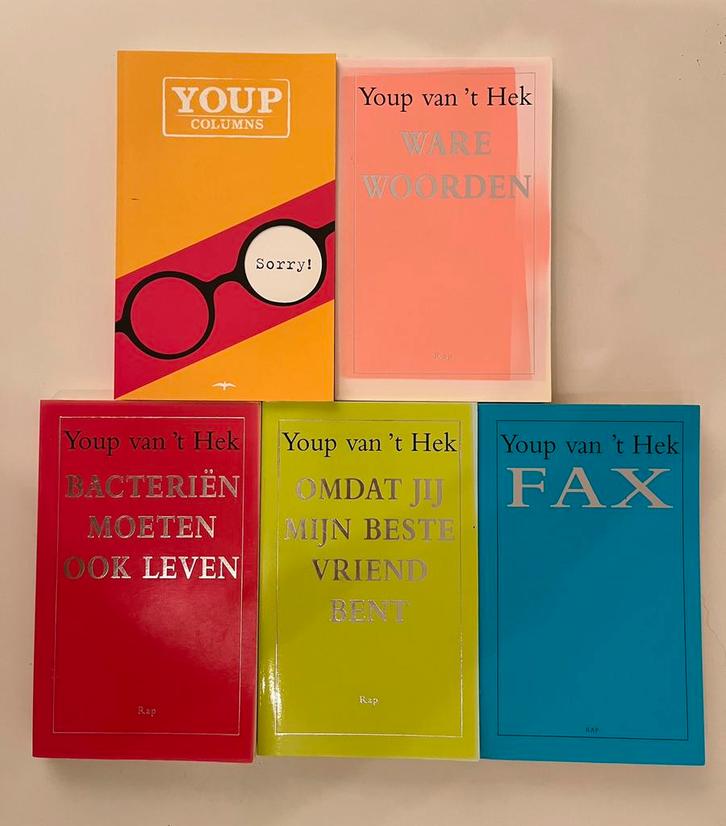 YOUP
COLUMNS
Sorry!
Youp van 't Hek
WARE
WOORDEN
Rap
Youp van 't Hek
BACTERIËN
MOETEN
OOK LEVEN
Rap
Youp van 't Hek
OMDAT JIJ
MIJN BESTE
VRIEND
BENT
Rap
Youp van 't Hek
FAX
RAP